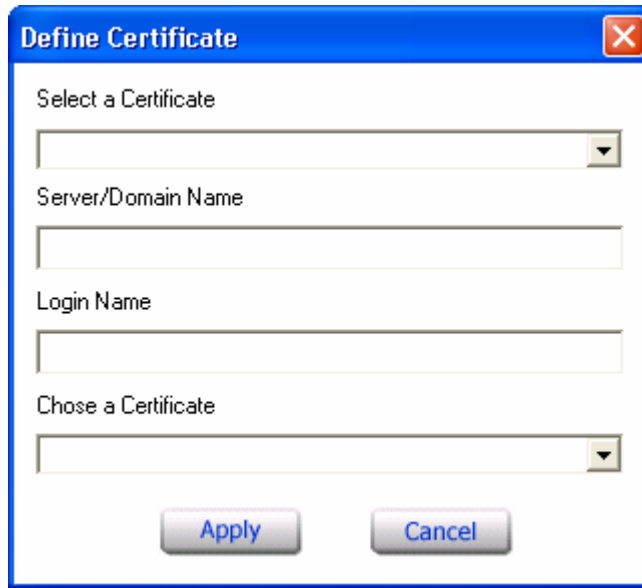 Define Certificate
Select a Certificate
Server/Domain Name
Login Name
Chose a Certificate
Apply
Cancel